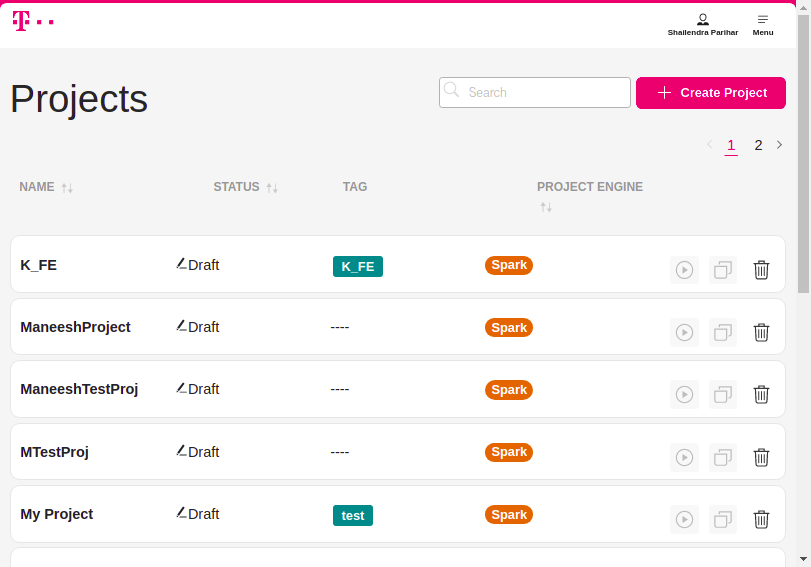 T
Shailendra Parihar
Menu
Projects
Search
Create Project
1 2
NAME STATUS TAG PROJECT ENGINE
K_FE Draft K_FE Spark
ManeeshProject Draft ---- Spark
ManeeshTestProj Draft ---- Spark
MTestProj Draft ---- Spark
My Project Draft test Spark